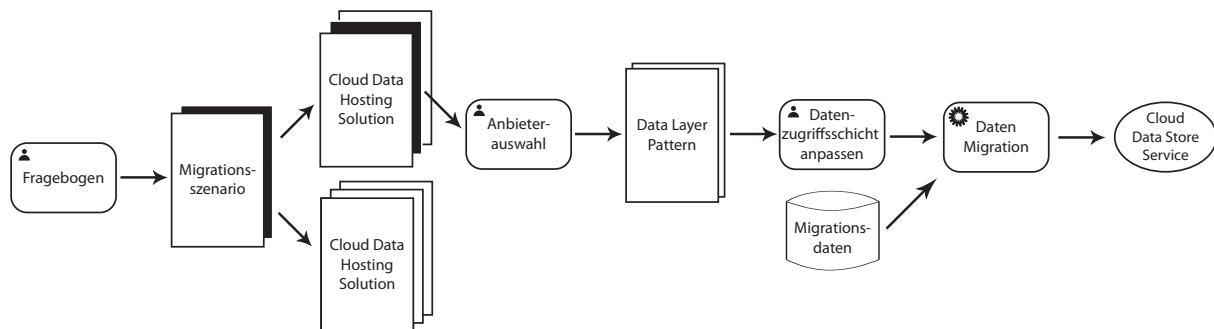 Fragebogen
Migrations-
szenario
Cloud Data
Hosting
Solution
Cloud Data
Hosting
Solution
Anbieter-
auswahl
Data Layer
Pattern
Daten-
zugriffsschicht
anpassen
Migrations-
daten
Daten
Migration
Cloud
Data Store
Service